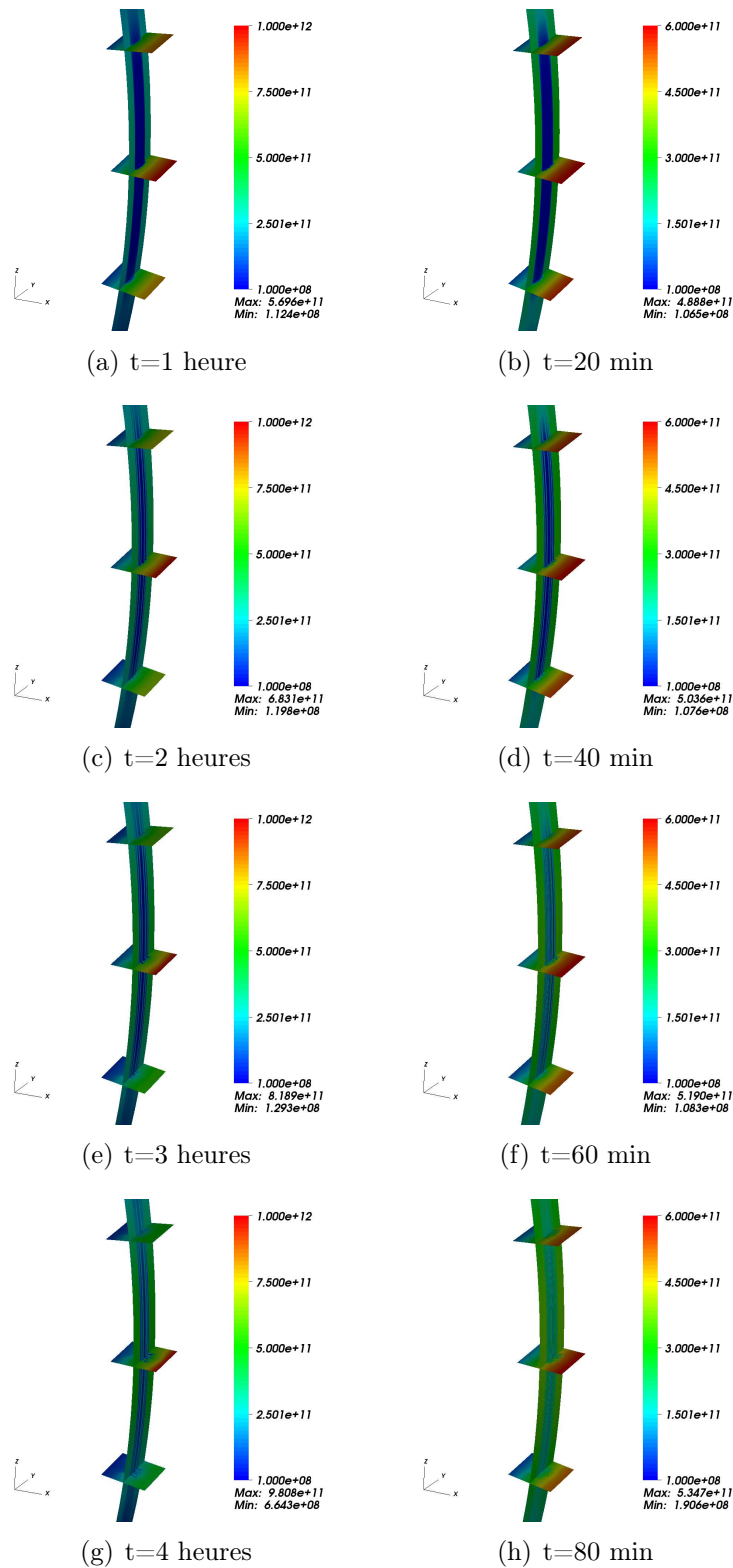 1.000e+12
7.500e+11
5.000e+11
2.501e+11
1.000e+08
Max: 5.696e+11
Min: 1.124e+08
Z
Y
X
(a) t=1 heure
6.000e+11
4.500e+11
3.000e+11
1.501e+11
1.000e+08
Max: 4.888e+11
Min: 1.065e+08
Z
Y
X
(b) t=20 min
1.000e+12
7.500e+11
5.000e+11
2.501e+11
1.000e+08
Max: 6.831e+11
Min: 1.198e+08
Z
Y
X
(c) t=2 heures
6.000e+11
4.500e+11
3.000e+11
1.501e+11
1.000e+08
Max: 5.036e+11
Min: 1.076e+08
Z
Y
X
(d) t=40 min
1.000e+12
7.500e+11
5.000e+11
2.501e+11
1.000e+08
Max: 8.189e+11
Min: 1.293e+08
Z
Y
X
(e) t=3 heures
6.000e+11
4.500e+11
3.000e+11
1.501e+11
1.000e+08
Max: 5.190e+11
Min: 1.083e+08
Z
Y
X
(f) t=60 min
1.000e+12
7.500e+11
5.000e+11
2.501e+11
1.000e+08
Max: 9.808e+11
Min: 6.643e+08
Z
Y
X
(g) t=4 heures
6.000e+11
4.500e+11
3.000e+11
1.501e+11
1.000e+08
Max: 5.347e+11
Min: 1.906e+08
Z
Y
X
(h) t=80 min